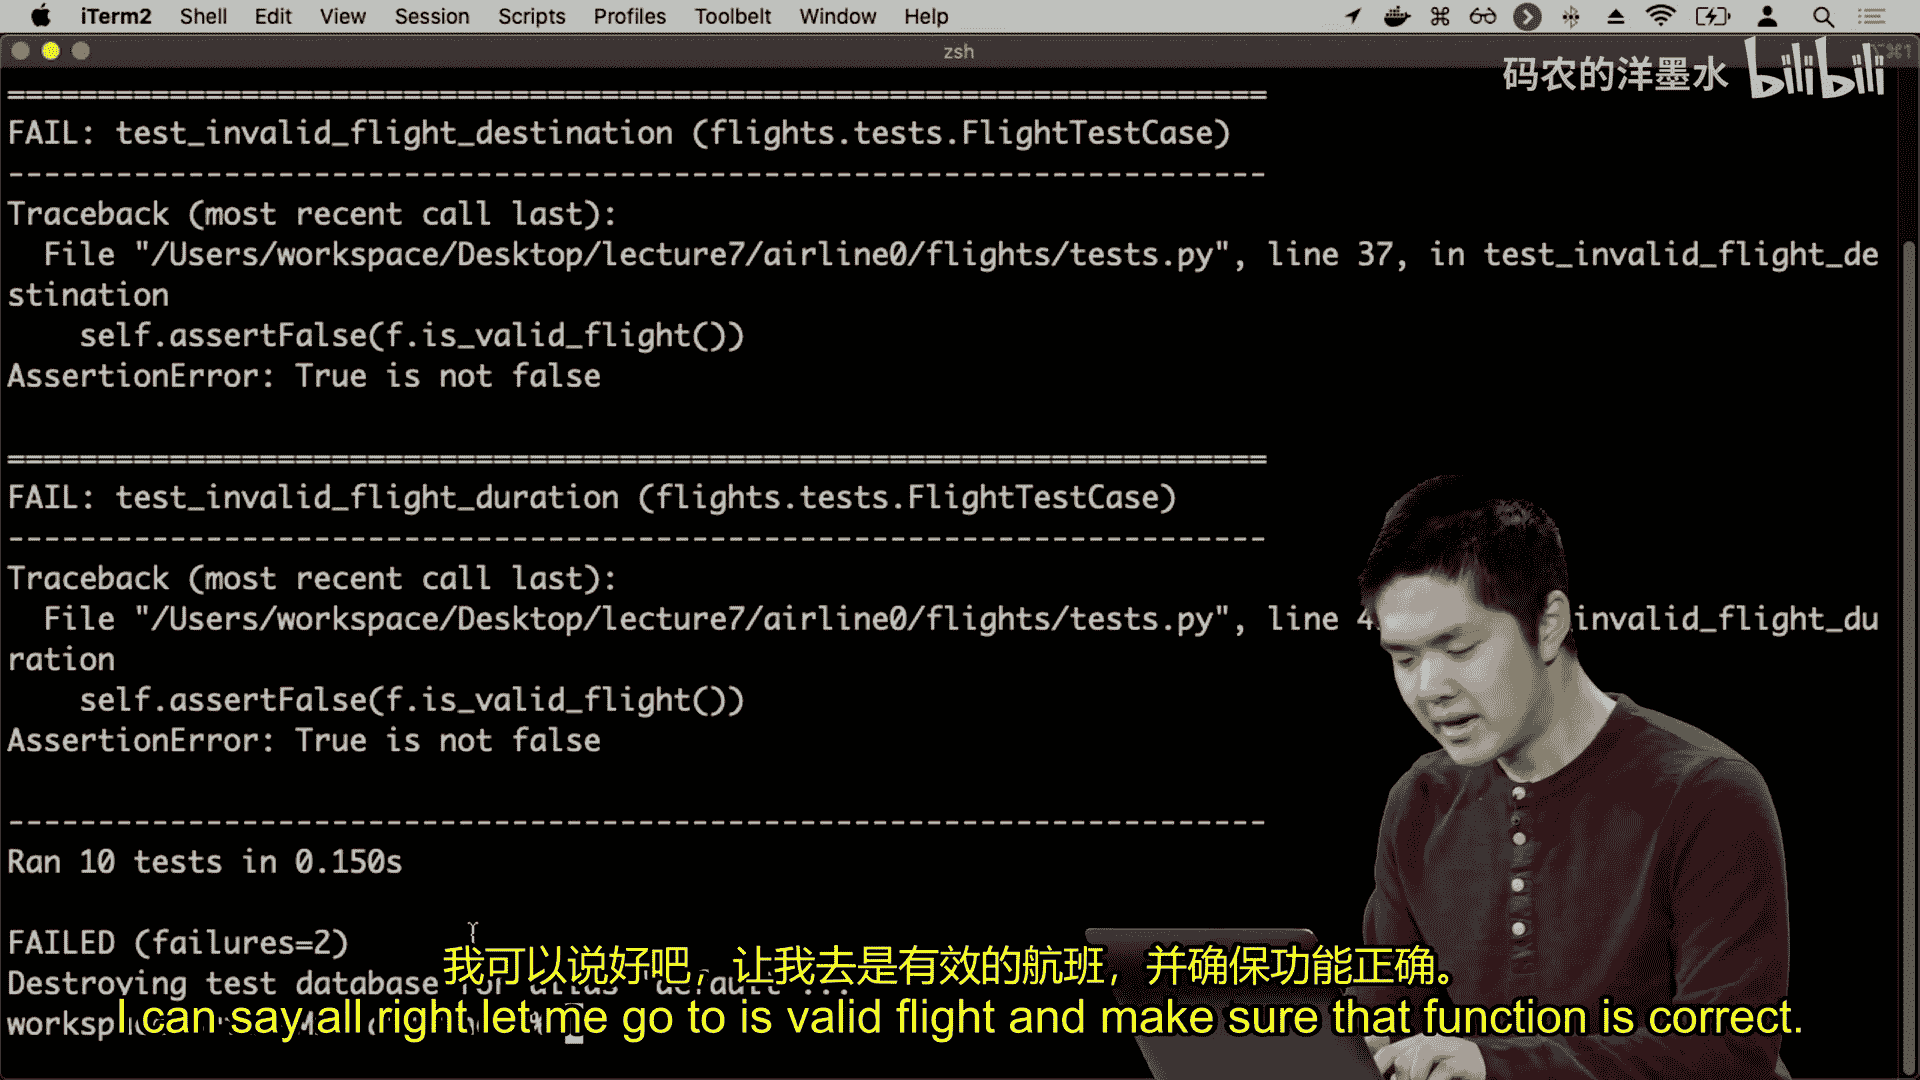 iTerm2 Shell Edit View Session Scripts Profiles Toolbelt Window Help
zsh
⌥⌘1
码农的洋墨水 bilibili
======================================================================
FAIL: test_invalid_flight_destination (flights.tests.FlightTestCase)
----------------------------------------------------------------------
Traceback (most recent call last):
File "/Users/workspace/Desktop/lecture7/airline0/flights/tests.py", line 37, in test_invalid_flight_de
stination
self.assertFalse(f.is_valid_flight())
AssertionError: True is not false
======================================================================
FAIL: test_invalid_flight_duration (flights.tests.FlightTestCase)
----------------------------------------------------------------------
Traceback (most recent call last):
File "/Users/workspace/Desktop/lecture7/airline0/flights/tests.py", line invalid_flight_du
ration
self.assertFalse(f.is_valid_flight())
AssertionError: True is not false
----------------------------------------------------------------------
Ran 10 tests in 0.150s
FAILED (failures=2)
我可以说好吧，让我去是有效的航班，并确保功能正确。
Destroying test database
I can say all right let me go to is valid flight and make sure that function is correct.